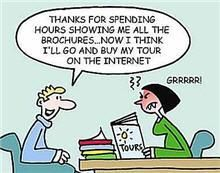 THANKS FOR SPENDING
HOURS SHOWING ME ALL THE
BROCHURES...NOW I THINK
I'LL GO AND BUY MY TOUR
ON THE INTERNET
??
GRRRRR!
TOURS